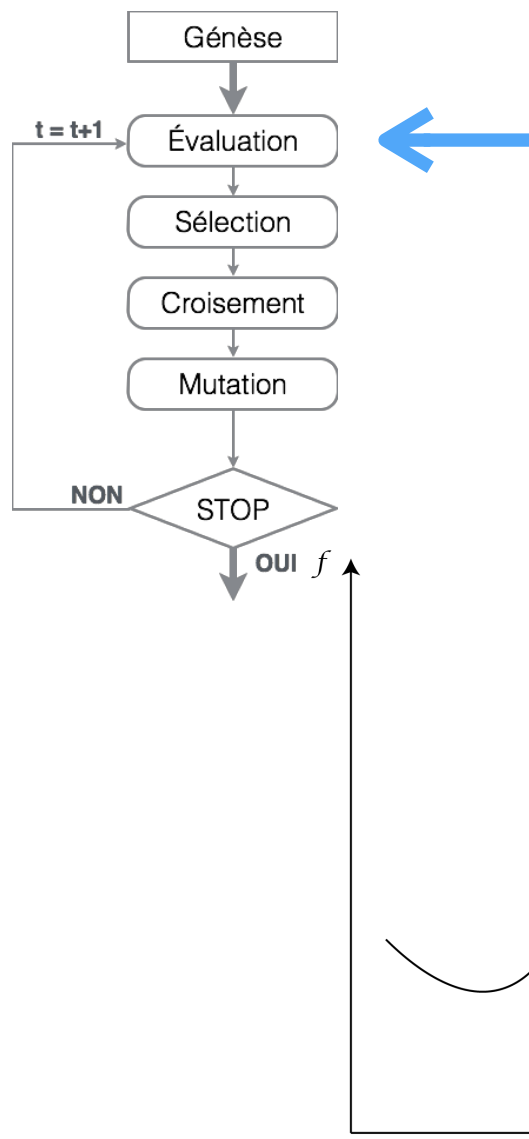 Génèse
t = t+1
Évaluation
Sélection
Croisement
Mutation
NON
STOP
OUI
f